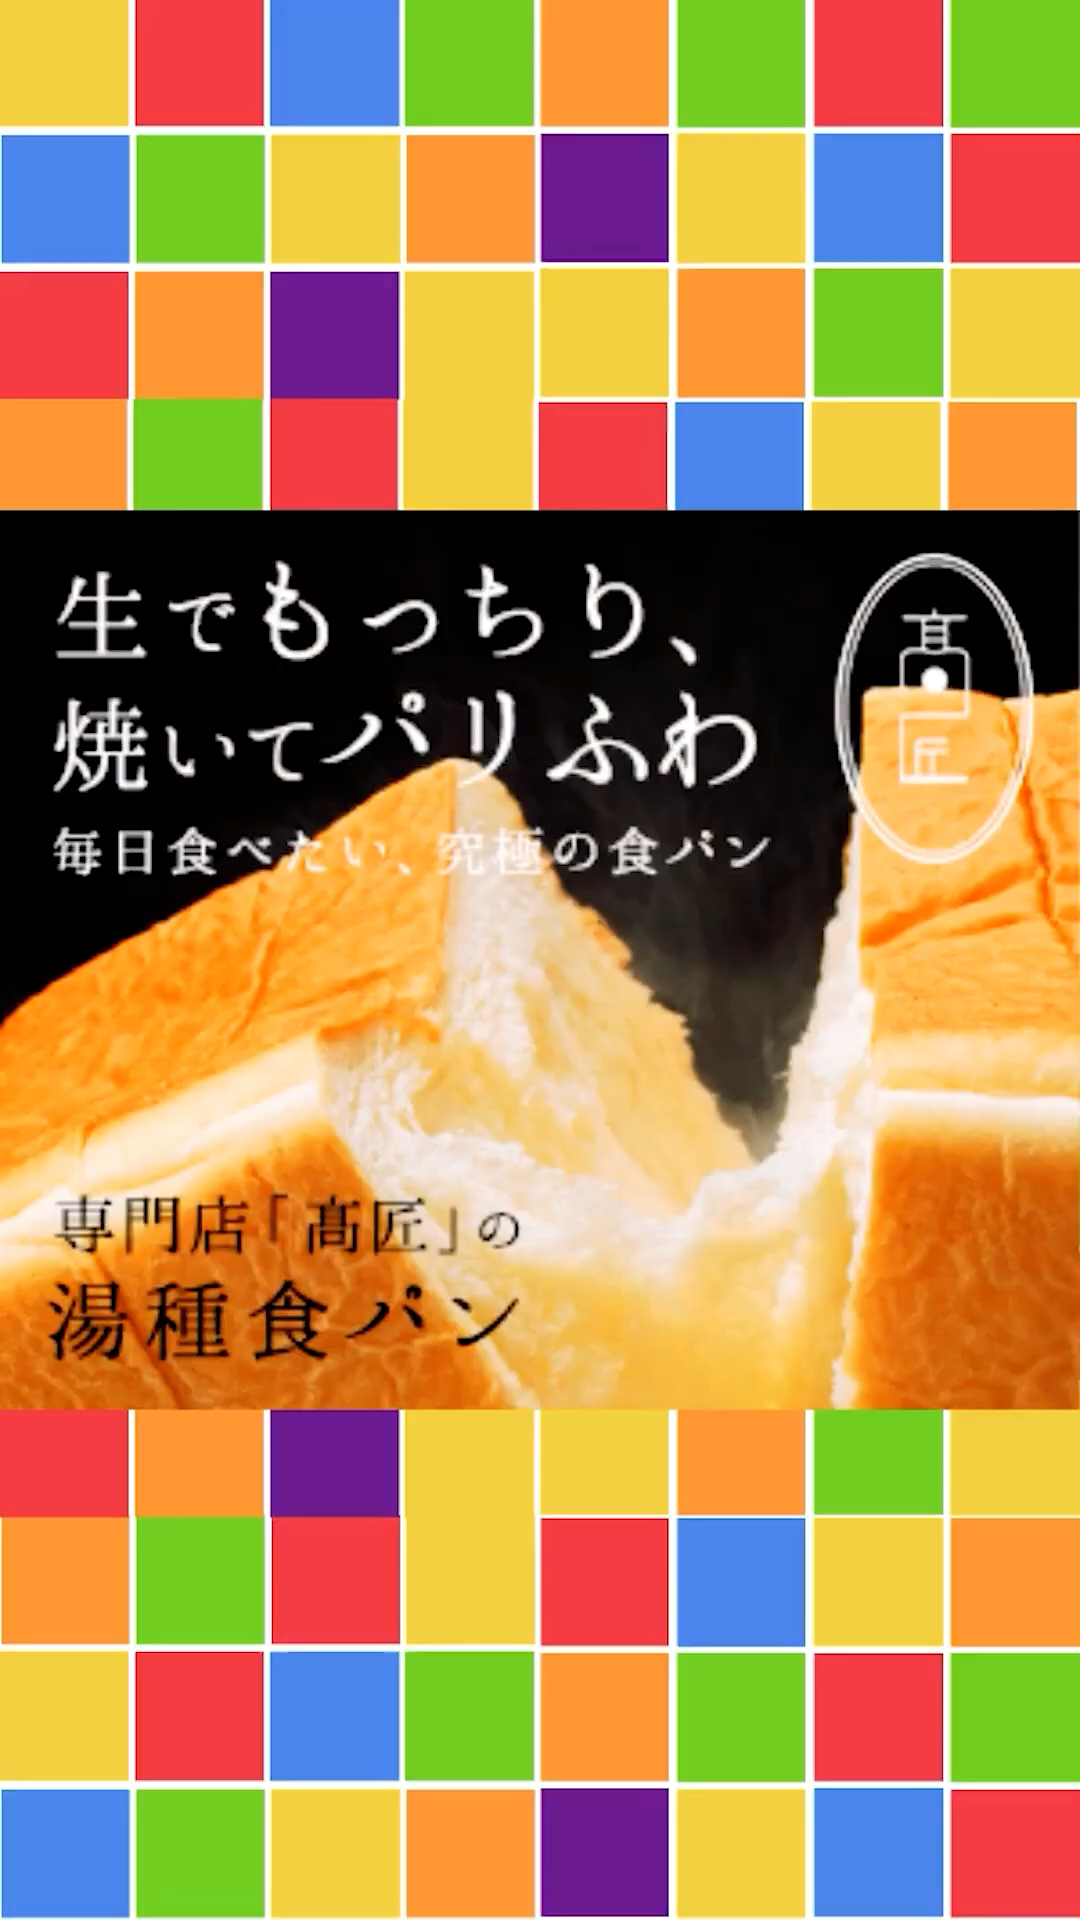 生でもっちり、
焼いてパリふわ
毎日食べたい、究極の食パン
髙匠
専門店「髙匠」の
湯種食パン